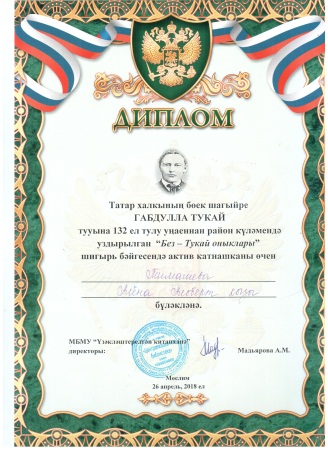 ДИПЛОМ
Татар халкының бөек шагыйре
ГАБДУЛЛА ТУКАЙ
тууына 132 ел тулу уңаеннан район күләмендә
уздырылган “Без – Тукай оныклары”
шигырь бәйгесендә актив катнашканы өчен
бүләкләнә.
МБМУ “Үзәкләштерелгән китапханә”
директоры: Мадьярова А.М.
Мөслим
26 апрель, 2018 ел